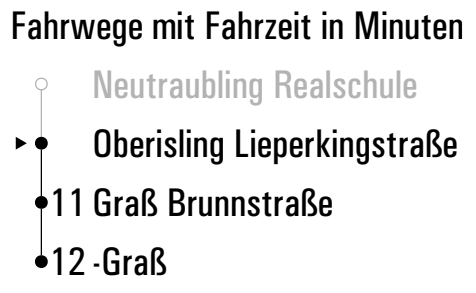 Fahrwege mit Fahrzeit in Minuten
Neutraubling Realschule
Oberisling Lieperkingstraße
11 Graß Brunnstraße
12 -Graß